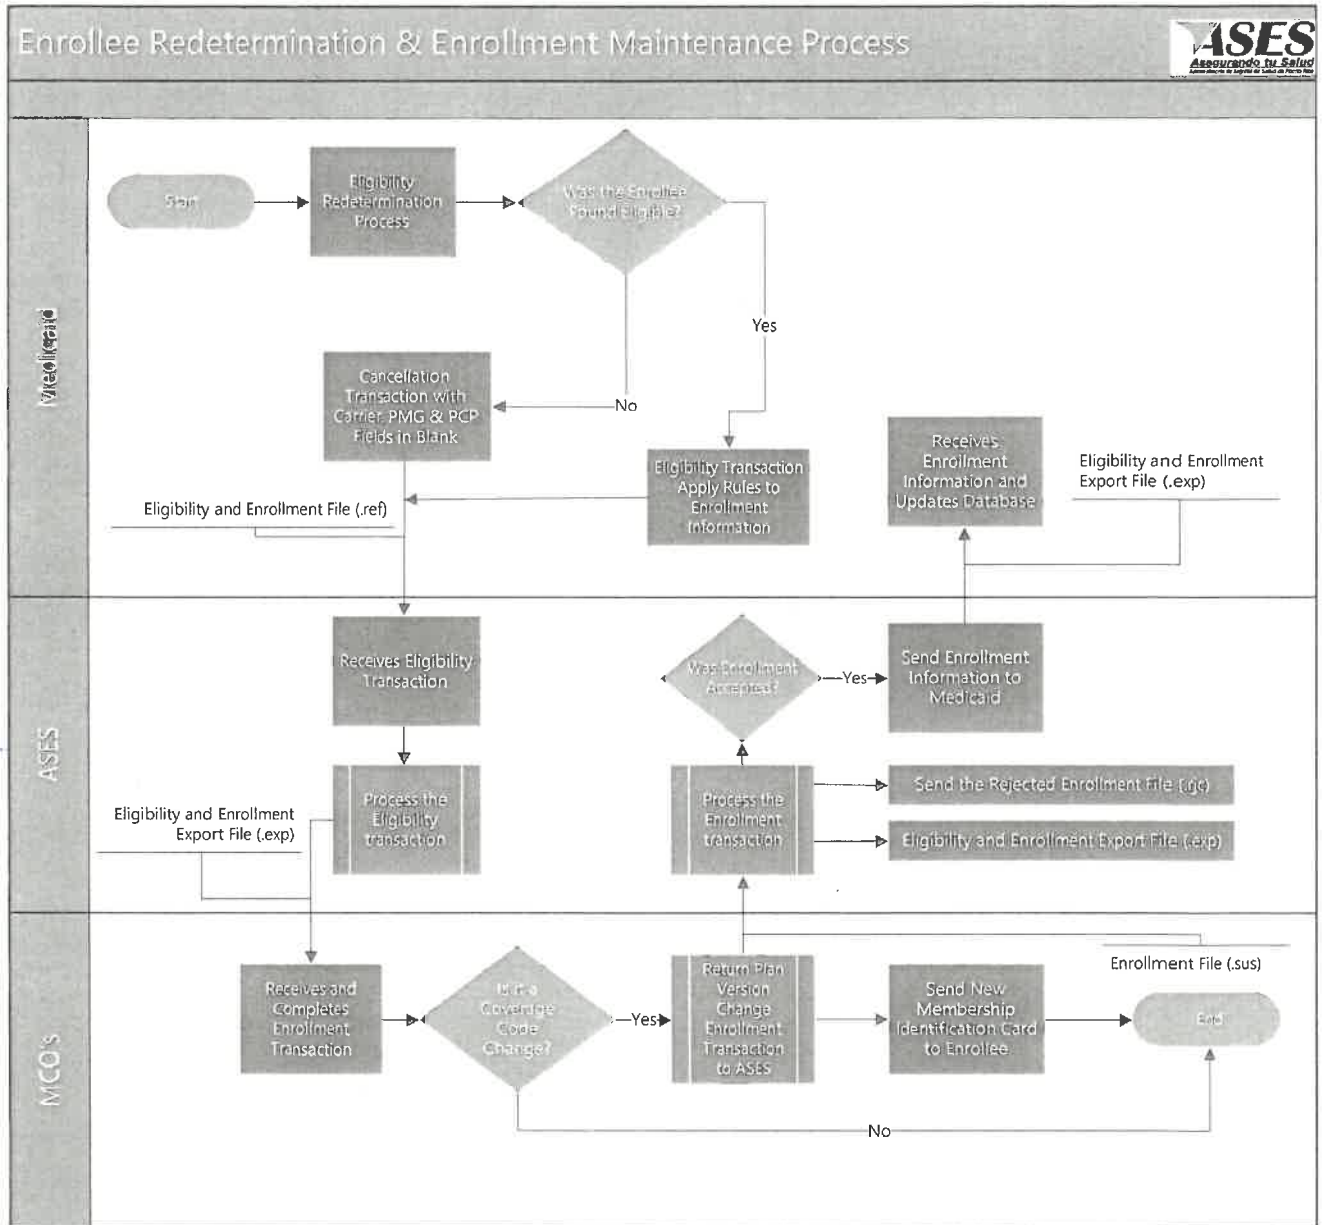 Enrollee Redetermination & Enrollment Maintenance Process
ASES
Asegurando tu Salud
Medicaid
Start
Eligibility
Redetermination
Process
Was the Enrollee
Found Eligible?
Yes
No
Cancellation
Transaction with
Carrier, PMG & PCP
Fields in Blank
Eligibility Transaction
Apply Rules to
Enrollment
Information
Eligibility and Enrollment File (.ref)
Receives
Enrollment
Information and
Updates Database
Eligibility and Enrollment
Export File (.exp)
ASES
Receives Eligibility
Transaction
Process the
Eligibility
transaction
Eligibility and Enrollment
Export File (.exp)
Was Enrollment
Accepted?
Yes
Send Enrollment
Information to
Medicaid
Process the
Enrollment
transaction
Send the Rejected Enrollment File (.rjc)
Eligibility and Enrollment Export File (.exp)
MCO's
Receives and
Completes
Enrollment
Transaction
Is it a
Coverage
Code
Change?
Yes
Return Plan
Version
Change
Enrollment
Transaction
to ASES
Send New
Membership
Identification Card
to Enrollee
Enrollment File (.sus)
End
No